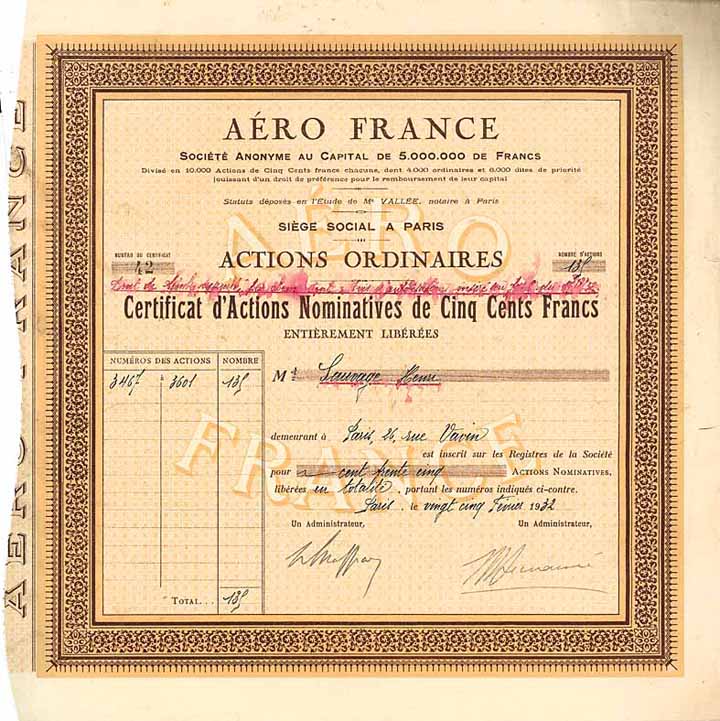 AÉRO FRANCE
SOCIÉTÉ ANONYME AU CAPITAL DE 5.000.000 DE FRANCS
Divisé en 10.000 Actions de Cinq Cents francs chacune, dont 4.000 ordinaires et 6.000 dites de priorité
jouissant d'un droit de préférence pour le remboursement de leur capital
Statuts déposés en l'Étude de Me VALLÉE, notaire à Paris
SIÈGE SOCIAL A PARIS
NUMÉRO DU CERTIFICAT
42
ACTIONS ORDINAIRES
NOMBRE D'ACTIONS
135
Certificat d'Actions Nominatives de Cinq Cents Francs
ENTIÈREMENT LIBÉRÉES
NUMÉROS DES ACTIONS NOMBRE
3467 à 3601 135
M Sauvage Henri
demeurant à Paris, 26, rue Vavin
est inscrit sur les Registres de la Société
pour cent trente cinq ACTIONS NOMINATIVES,
libérées en totalité, portant les numéros indiqués ci-contre.
Paris, le vingt cinq Février 1932
Un Administrateur, Un Administrateur,
TOTAL... 135
AÉRO FRANCE
AÉRO FRANCE